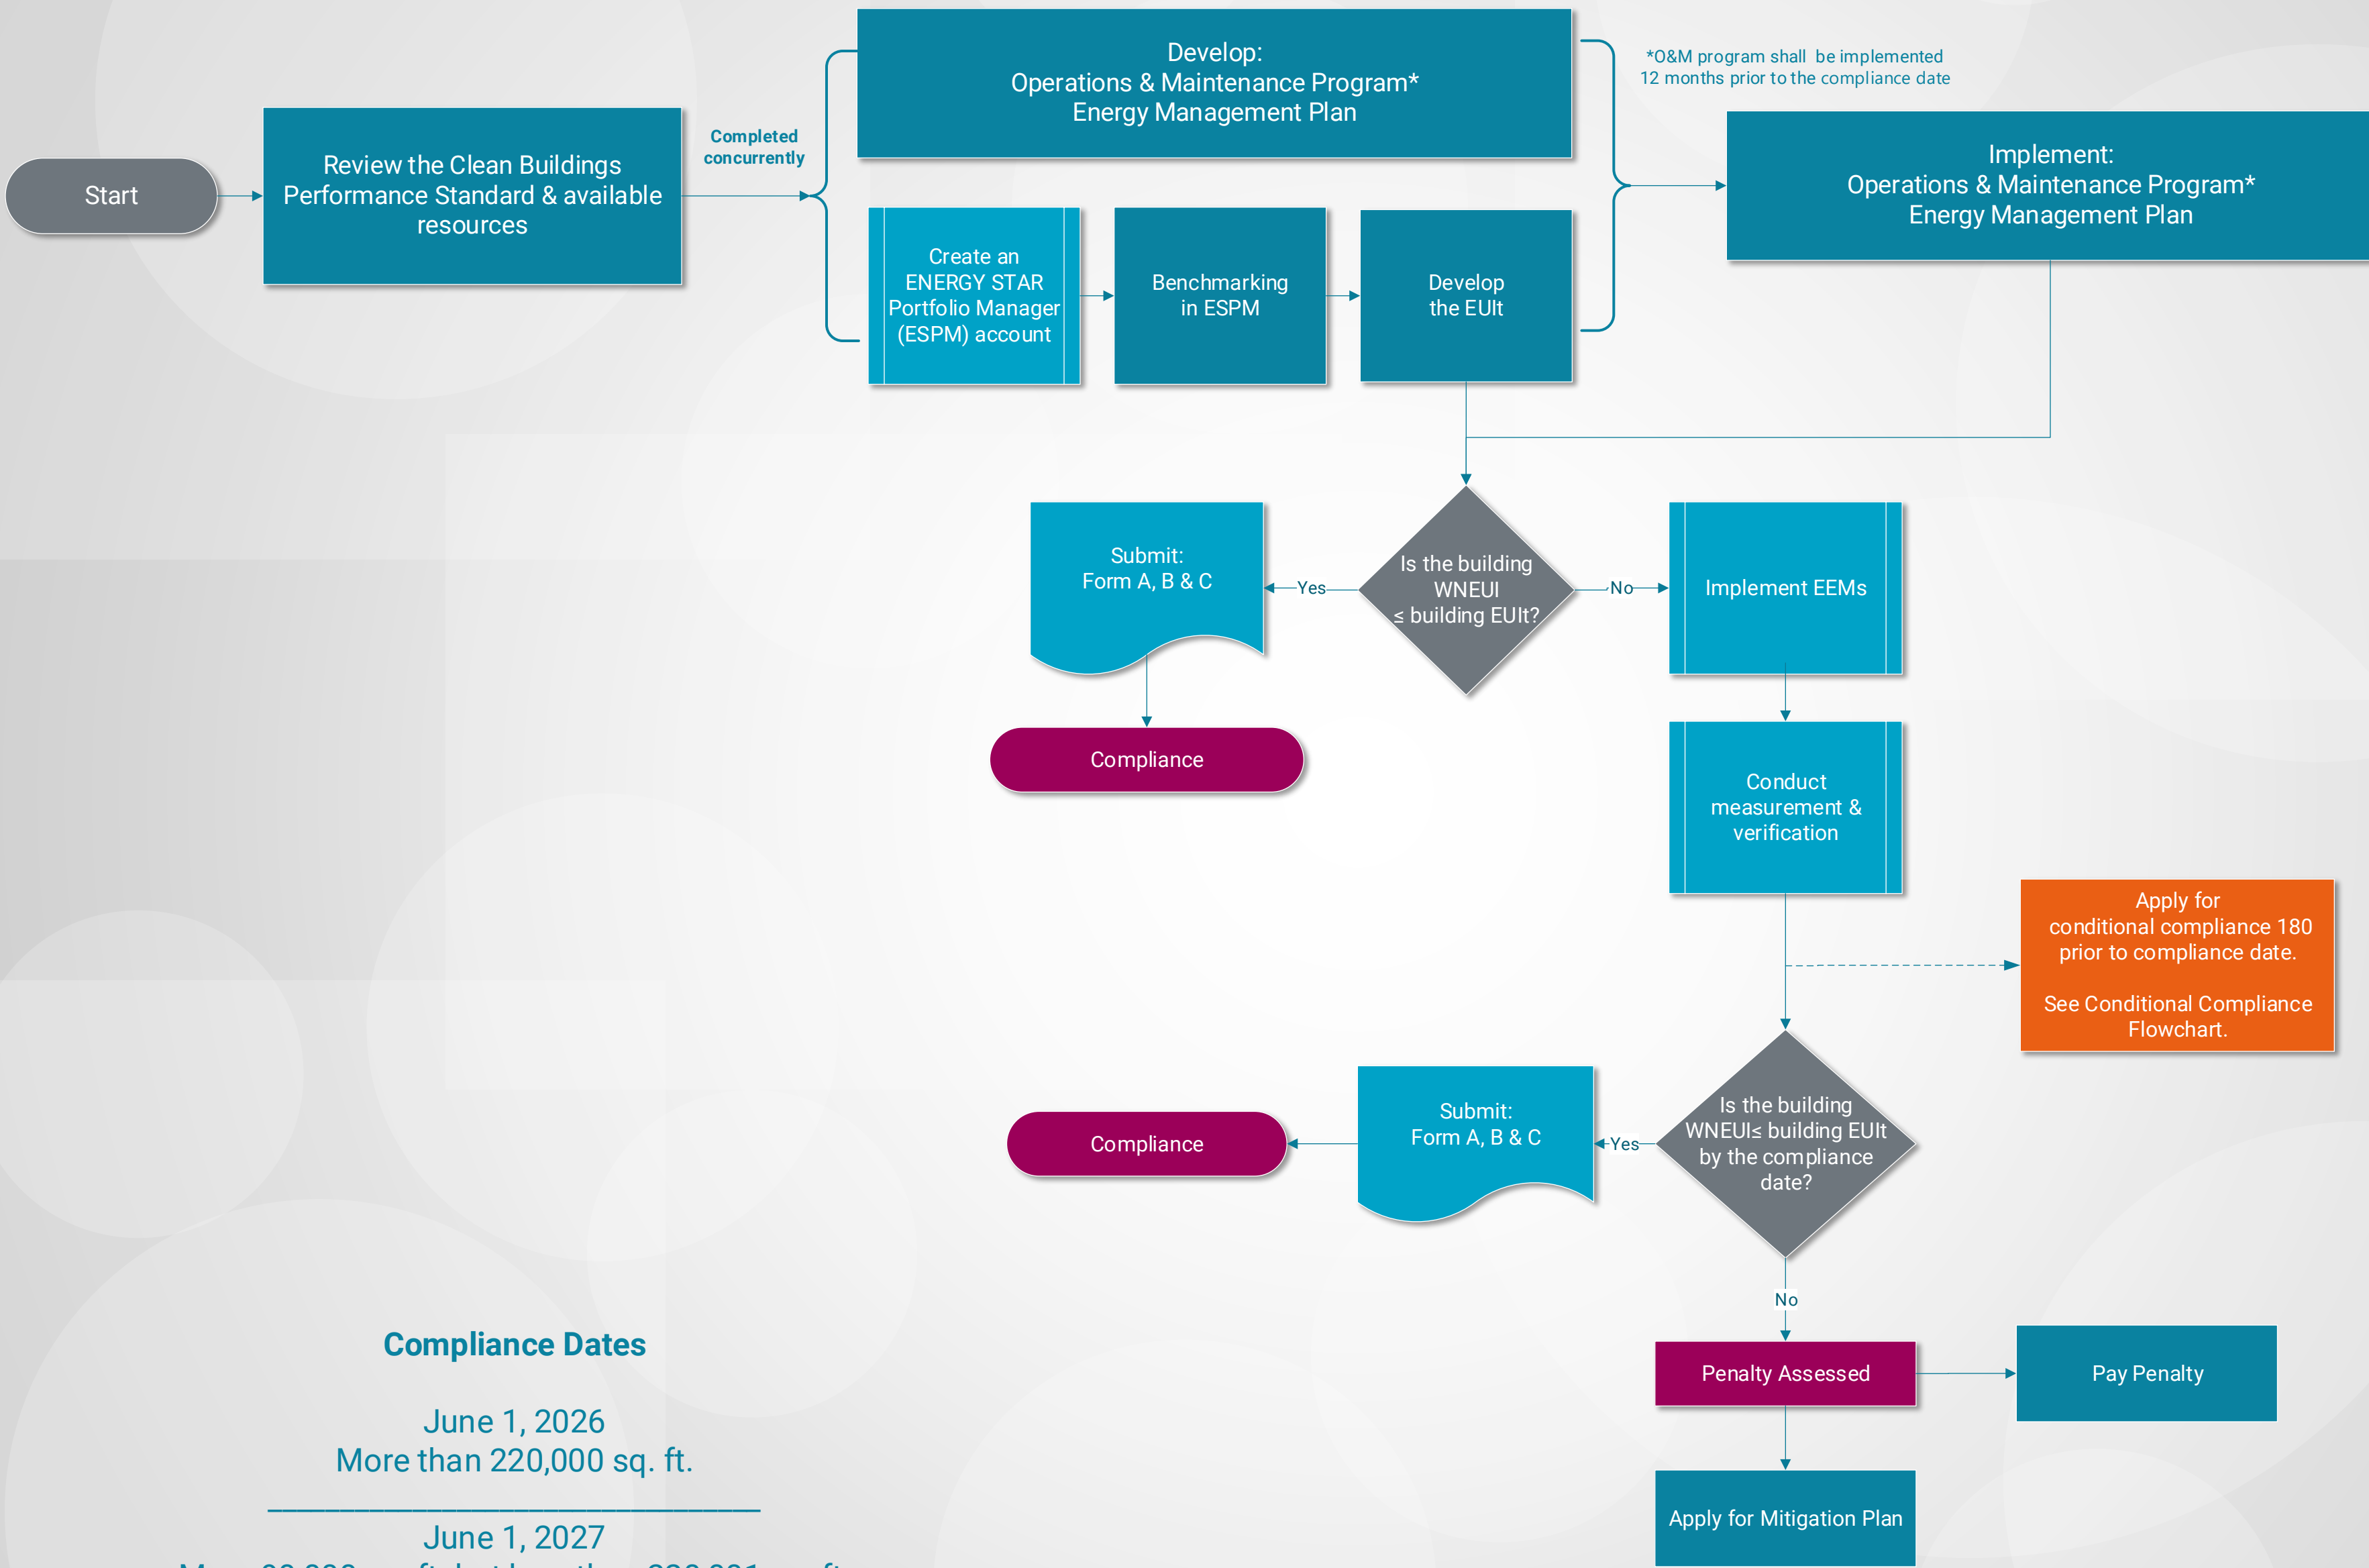 Start
Review the Clean Buildings
Performance Standard & available
resources
Completed
concurrently
Develop:
Operations & Maintenance Program*
Energy Management Plan
Create an
ENERGY STAR
Portfolio Manager
(ESPM) account
Benchmarking
in ESPM
Develop
the EUIt
*O&M program shall be implemented
12 months prior to the compliance date
Implement:
Operations & Maintenance Program*
Energy Management Plan
Is the building
WNEUI
≤ building EUIt?
Yes
Submit:
Form A, B & C
Compliance
No
Implement EEMs
Conduct
measurement &
verification
Apply for
conditional compliance 180
prior to compliance date.
See Conditional Compliance
Flowchart.
Is the building
WNEUI≤ building EUIt
by the compliance
date?
Yes
Submit:
Form A, B & C
Compliance
No
Penalty Assessed
Pay Penalty
Apply for Mitigation Plan
Compliance Dates
June 1, 2026
More than 220,000 sq. ft.
June 1, 2027